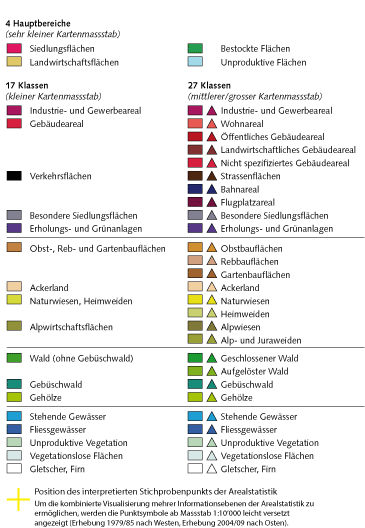 4 Hauptbereiche
(sehr kleiner Kartenmassstab)
Siedlungsflächen
Bestockte Flächen
Landwirtschaftsflächen
Unproduktive Flächen
17 Klassen
27 Klassen
(kleiner Kartenmassstab)
(mittlerer/grosser Kartenmassstab)
Industrie- und Gewerbeareal
Industrie- und Gewerbeareal
Gebäudeareal
Wohnareal
Öffentliches Gebäudeareal
Landwirtschaftliches Gebäudeareal
Nicht spezifiziertes Gebäudeareal
Verkehrsflächen
Strassenflächen
Bahnareal
Flugplatzareal
Besondere Siedlungsflächen
Besondere Siedlungsflächen
Erholungs- und Grünanlagen
Erholungs- und Grünanlagen
Obst-, Reb- und Gartenbauflächen
Obstbauflächen
Rebbauflächen
Gartenbauflächen
Ackerland
Ackerland
Naturwiesen, Heimweiden
Naturwiesen
Heimweiden
Alpwirtschaftsflächen
Alpwiesen
Alp- und Juraweiden
Wald (ohne Gebüschwald)
Geschlossener Wald
Aufgelöster Wald
Gebüschwald
Gebüschwald
Gehölze
Gehölze
Stehende Gewässer
Stehende Gewässer
Fliessgewässer
Fliessgewässer
Unproduktive Vegetation
Unproduktive Vegetation
Vegetationslose Flächen
Vegetationslose Flächen
Gletscher, Firn
Gletscher, Firn
Position des interpretierten Stichprobenpunkts der Arealstatistik
Um die kombinierte Visualisierung mehrer Informationsebenen der Arealstatistik zu
ermöglichen, werden die Punktsymbole ab Massstab 1:10'000 leicht versetzt
angezeigt (Erhebung 1979/85 nach Westen, Erhebung 2004/09 nach Osten).